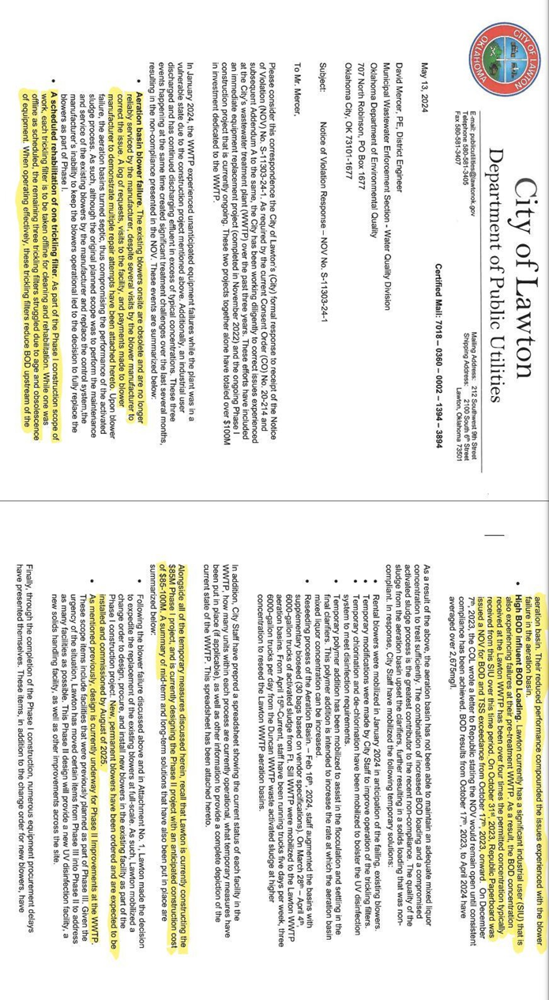 CITY OF LAWTON
OKLAHOMA
City of Lawton
Department of Public Utilities
E-mail: publicutilities@lawtonok.gov
Telephone 580-581-3405
Fax 580-581-3407
Mailing Address: 212 Southwest 9th Street
Shipping Address: 2100 South 6th Street
Lawton, Oklahoma 73501
Certified Mail: 7018 – 0360 – 0002 – 1394 – 3894
May 13, 2024
David Mercer, PE, District Engineer
Municipal Wastewater Enforcement Section - Water Quality Division
Oklahoma Department of Environmental Quality
707 North Robinson, PO Box 1677
Oklahoma City, OK 73101-1677
Subject: Notice of Violation Response – NOV No. S-11303-24-1
To Mr. Mercer,
Please consider this correspondence the City of Lawton's (City) formal response to receipt of the Notice
of Violation (NOV) No. S-11303-24-1. As required by the current Consent Order (CO) No. 20-214 and
subsequent Addendum A to the same, the City has been working diligently to correct issues experienced
at the City's wastewater treatment plant (WWTP) over the past three years. These efforts have included
an immediate equipment replacement project (completed in November 2022) and the ongoing Phase I
construction project that is currently ongoing. These two projects together alone have totaled over $100M
in investment dedicated to the WWTP.
In January 2024, the WWTP experienced unanticipated equipment failures while the plant was in a
vulnerable state due to the construction project mentioned above. Additionally, an industrial user
discharged and has continued discharging effluent in excess of typical concentrations. These three
events happening at the same time created significant treatment challenges over the last several months,
resulting in the non-compliance presented in the NOV. These events are summarized below:
• Aeration basin blower failure. The existing blowers onsite are obsolete and are no longer
reliably serviced by the manufacturer, despite several visits by the blower manufacturer to
correct the issue. A log of requests, visits to the facility, and payments made to blower
manufacturer to demonstrate multiple repair attempts have been attached hereto. Upon blower
failure, the aeration basins turned septic, thus compromising the performance of the activated
sludge process. As such, although the original planned scope was to perform the maintenance
and service of the existing blowers by the manufacturer and replace the control system,the
manufacturer's inability to keep the blowers operational led to the decision to fully replace the
blowers as part of Phase I.
• A scheduled rehabilitation of one trickling filter. As part of the Phase I construction scope of
work, each trickling filter is to be taken offline for cleaning and rehabilitation. While one was
offline as scheduled, the remaining three trickling filters struggled due to age and obsolescence
of equipment. When operating effectively, these trickling filters reduce BOD upstream of the
aeration basin. Their reduced performance compounded the issues experienced with the blower
failure in the aeration basin.
• High BOD Influent BOD Loading. Lawton currently has a significant industrial user (SIU) that is
also experiencing failures at their pre-treatment WWTP. As a result, the BOD concentration
received at the Lawton WWTP has been over four times the permitted concentration typically
received from this SIU over this time period. On October 31st, 2023, Republic Paperboard was
issued a NOV for BOD and TSS exceedance from October 17th, 2023, onward. On December
7th, 2023, the COL wrote a letter to Republic stating the NOV would remain open until consistent
compliance has been achieved. BOD results from October 17th, 2023, to April 2024 have
averaged over 2,675mg/l.
As a result of the above, the aeration basin has not been able to maintain an adequate mixed liquor
concentration to treat sufficiently. The combination of increased BOD loading and a compromised
activated sludge process is the greatest contributor to the recent non-compliance. The quality of the
sludge from the aeration basin upset the clarifiers, further resulting in a solids loading that was non-
compliant. In response, City Staff have mobilized the following temporary solutions:
• Rental blowers were mobilized in January 2024 in anticipation of the failing, existing blowers.
• Temporary modifications were made by City Staff to improve operation of the trickling filters.
• Temporary chlorination and de-chlorination have been mobilized to bolster the UV disinfection
system to meet disinfection requirements.
• Temporary polymer addition has been mobilized to assist in the flocculation and settling in the
final clarifiers. This polymer addition is intended to increase the rate at which the aeration basin
mixed liquor concentration can be increased.
• Reseeding process of the Aeration Basin – Feb 16th, 2024, staff augmented the basins with
supplementary bioseed (8 bags based on vendor specifications). On March 28th – April 4th,
6000-gallon trucks of activated sludge from Ft. Sill WWTP were mobilized to the Lawton WWTP
aeration basins. From April 15th-Current, staff have been running trucks five days per week, three
6000-gallon trucks per day from the Duncan WWTP waste activated sludge at higher
concentration to reseed the Lawton WWTP aeration basins.
In addition, City Staff have prepred a spreadsheet showing the current status of each facility in the
WWTP, how many units within each process are currently operational, what temporary measures have
been put in place (if applicable), as well as other information to provide a complete depiction of the
current state of the WWTP. This spreadsheet has been attached hereto.
Alongside all of the temporary measures discussed herein, recall that Lawton is currently constructing the
$85M Phase I project, and is currently designing the Phase II project with an anticipated construction cost
of $85-100M. A summary of mid-term and long-term solutions that have also been put in place are
summarized below:
• Following the blower failure discussed above and in Attachment No. 1, Lawton made the decision
to expedite the replacement of the existing blowers at full-scale. As such, Lawton mobilized a
change order to design, procure, and install new blowers in the existing facility as part of the
Phase I construction project. New, permanent blowers have been ordered and are expected to be
installed and commissioned by August of 2025.
• As mentioned previously, design is currently underway for Phase II Improvements at the WWTP.
These scope items include facilities that were previously planned as part of Phase III. Given the
urgency of the situation, Lawton has moved certain items from Phase III into Phase II to address
as many facilities as possible. This Phase II design will provide a new UV disinfection facility, a
new solids handling facility, as well as other improvements across the site.
Finally, through the completion of the Phase I construction, numerous equipment procurement delays
have presented themselves. These items, in addition to the change order for new blowers, have